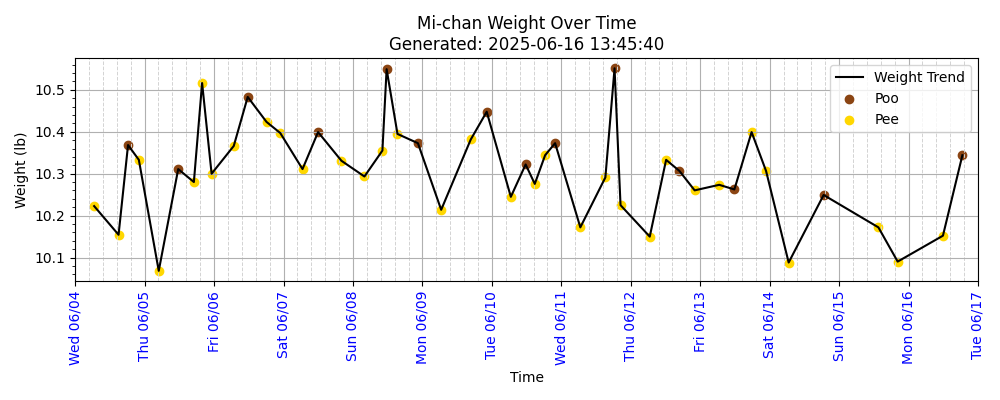 Mi-chan Weight Over Time
Generated: 2025-06-16 13:45:40
Weight (lb)
10.5
10.4
10.3
10.2
10.1
Weight Trend
Poo
Pee
Wed 06/04
Thu 06/05
Fri 06/06
Sat 06/07
Sun 06/08
Mon 06/09
Tue 06/10
Wed 06/11
Thu 06/12
Fri 06/13
Sat 06/14
Sun 06/15
Mon 06/16
Tue 06/17
Time